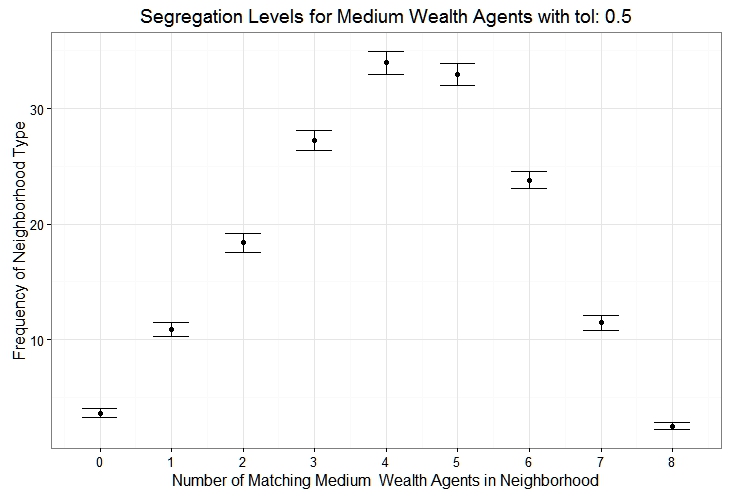 Segregation Levels for Medium Wealth Agents with tol: 0.5
Frequency of Neighborhood Type
30
20
10
0 1 2 3 4 5 6 7 8
Number of Matching Medium  Wealth Agents in Neighborhood